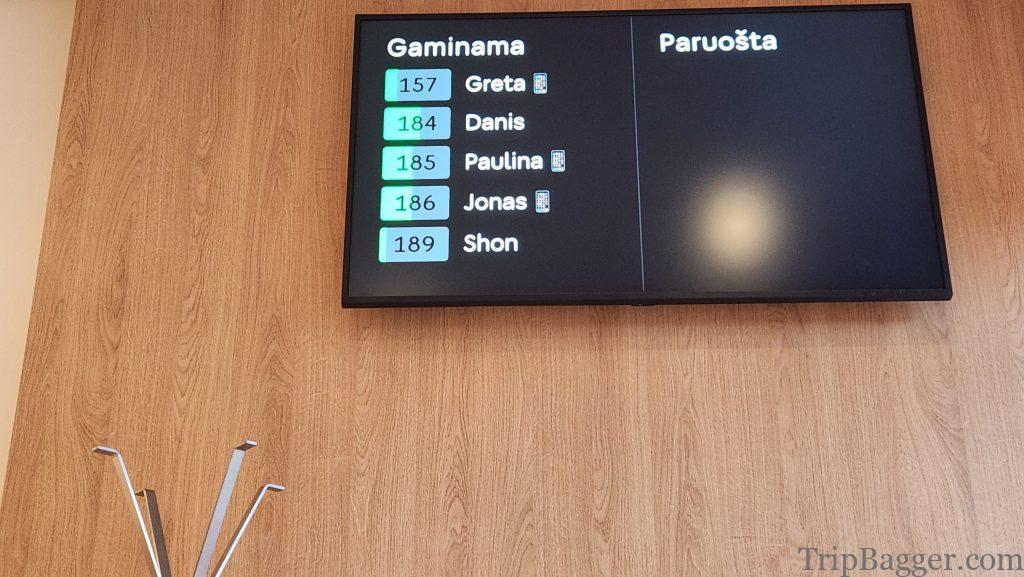 Gaminama
157 Greta
184 Danis
185 Paulina
186 Jonas
189 Shon
Paruošta
TripBagger.com